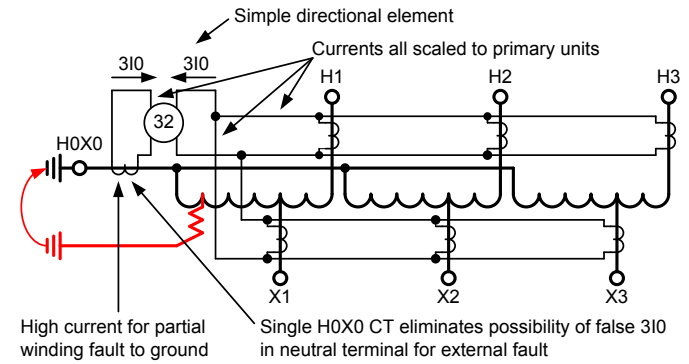 Simple directional element
3I0
3I0
Currents all scaled to primary units
H1
H2
H3
32
H0X0
X1
X2
X3
High current for partial
winding fault to ground
Single H0X0 CT eliminates possibility of false 3I0
in neutral terminal for external fault